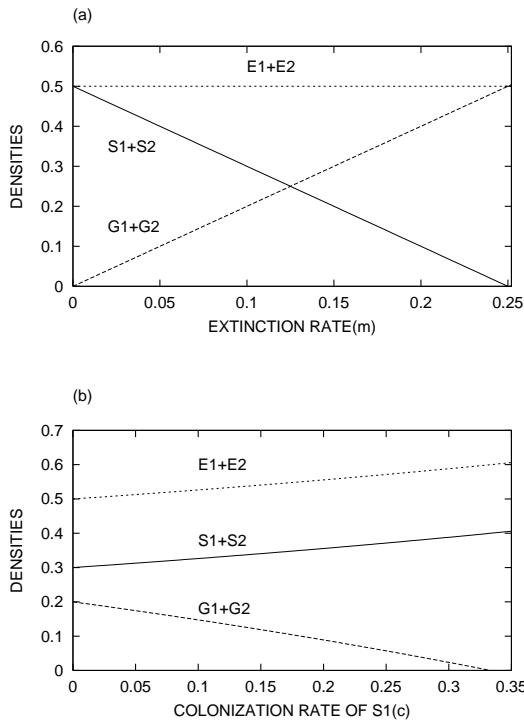 (a)
0.6
E1+E2
0.5
0.4
S1+S2
DENSITIES
0.3
0.2
G1+G2
0.1
0
0 0.05 0.1 0.15 0.2 0.25
EXTINCTION RATE(m)
(b)
0.7
E1+E2
0.6
0.5
0.4
S1+S2
DENSITIES
0.3
0.2
G1+G2
0.1
0
0 0.05 0.1 0.15 0.2 0.25 0.3 0.35
COLONIZATION RATE OF S1(c)